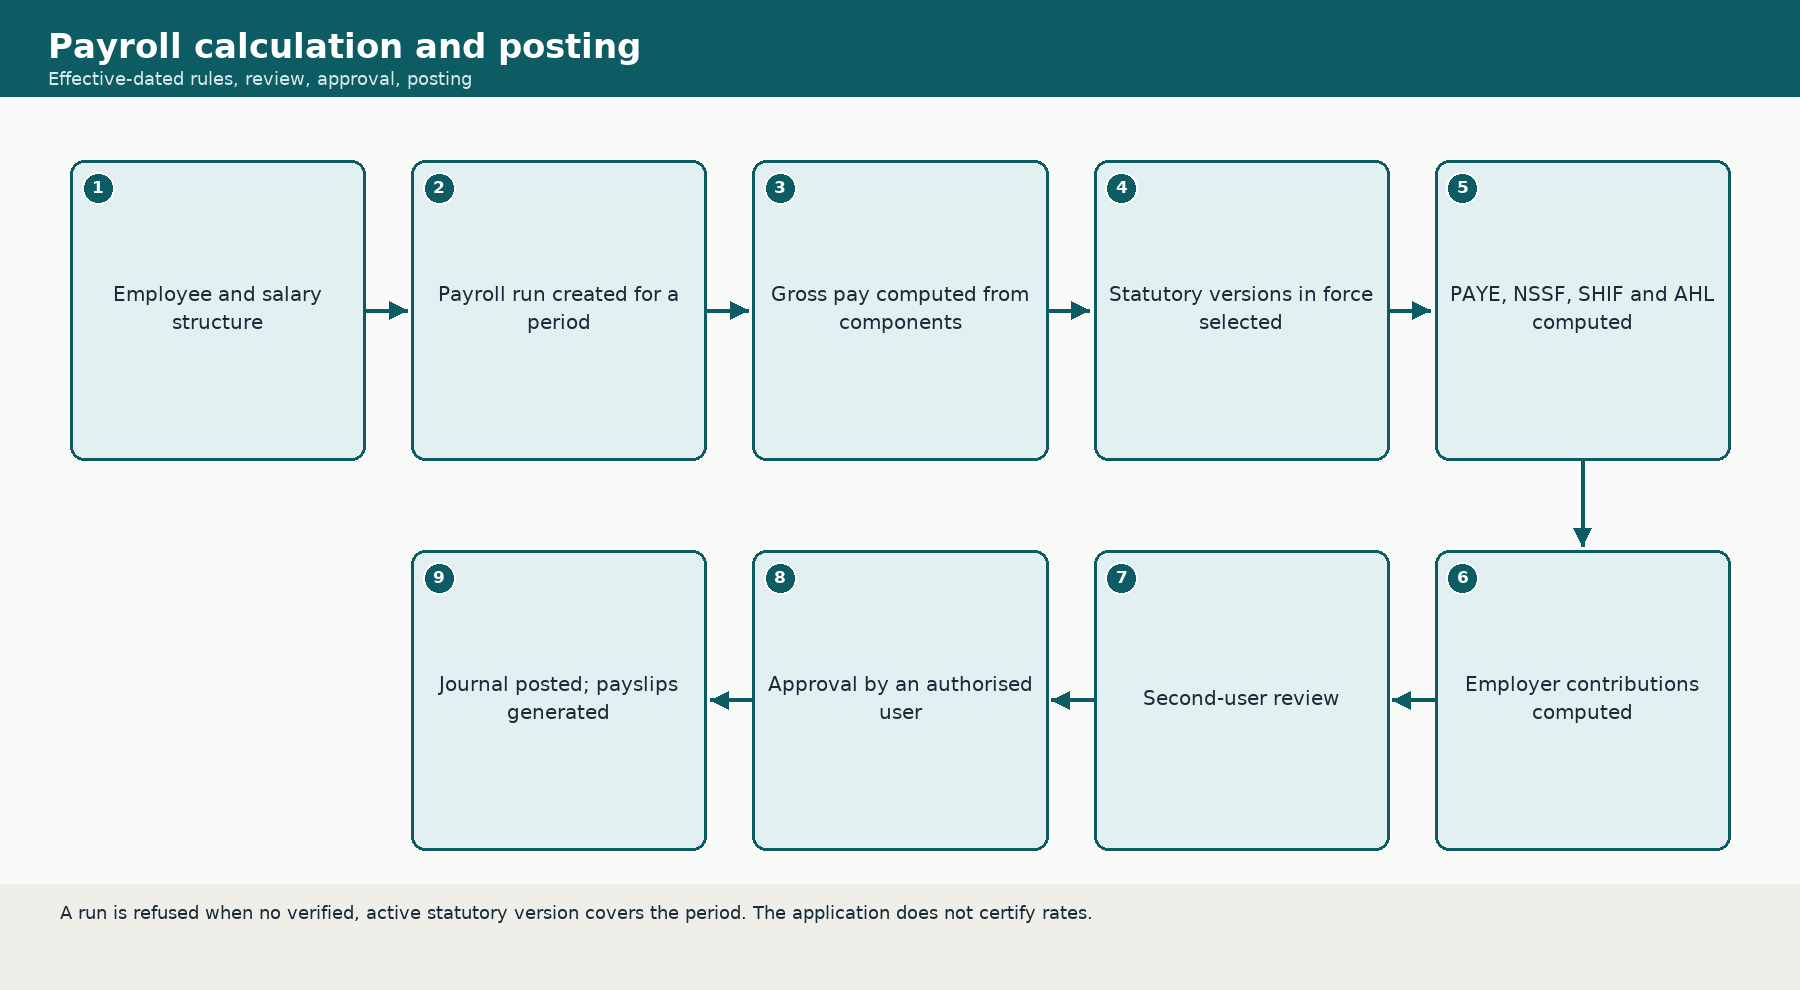 Payroll calculation and posting
Effective-dated rules, review, approval, posting
1
Employee and salary
structure
2
Payroll run created for a
period
3
Gross pay computed from
components
4
Statutory versions in force
selected
5
PAYE, NSSF, SHIF and AHL
computed
6
Employer contributions
computed
7
Second-user review
8
Approval by an authorised
user
9
Journal posted; payslips
generated
A run is refused when no verified, active statutory version covers the period. The application does not certify rates.